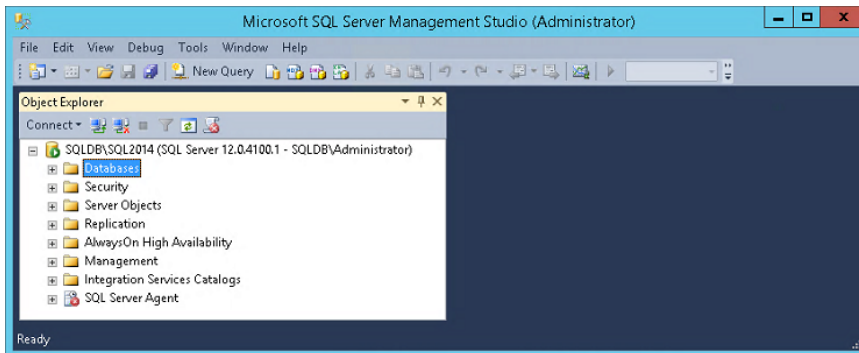 Microsoft SQL Server Management Studio (Administrator)
File Edit View Debug Tools Window Help
New Query
Object Explorer
Connect
SQLDB\SQL2014 (SQL Server 12.0.4100.1 - SQLDB\Administrator)
Databases
Security
Server Objects
Replication
AlwaysOn High Availability
Management
Integration Services Catalogs
SQL Server Agent
Ready